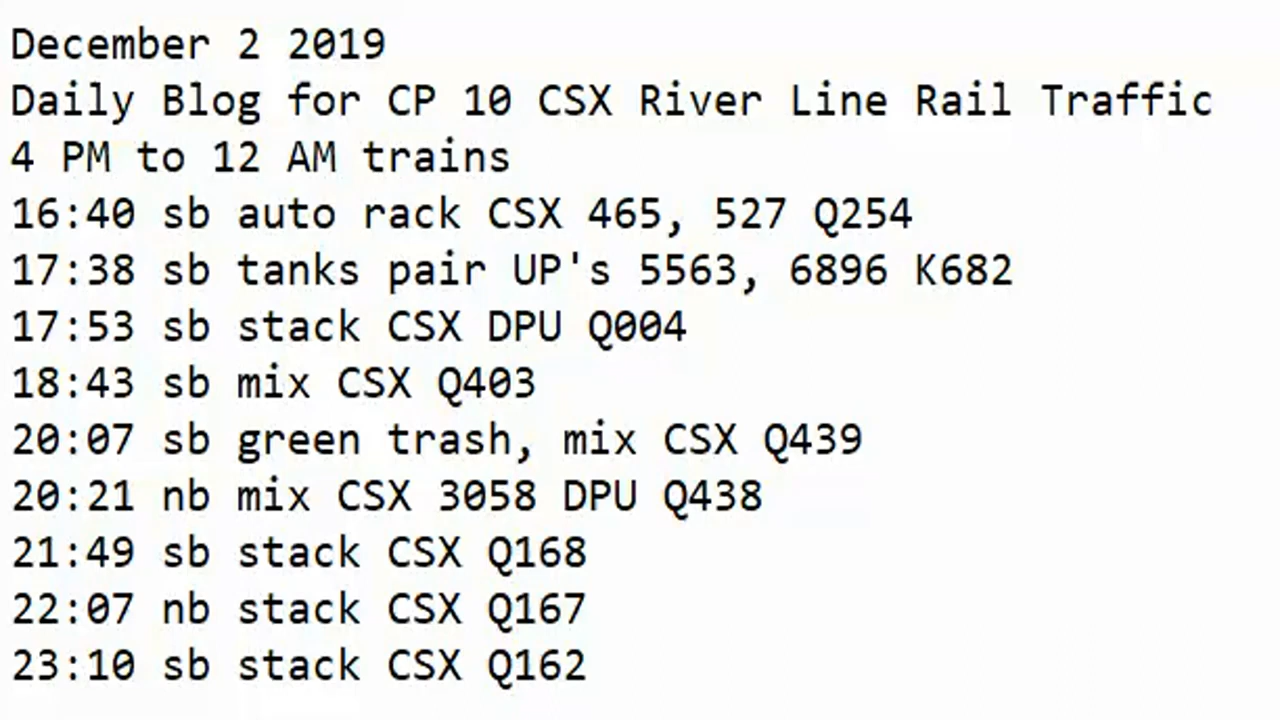 December 2 2019
Daily Blog for CP 10 CSX River Line Rail Traffic
4 PM to 12 AM trains
16:40 sb auto rack CSX 465, 527 Q254
17:38 sb tanks pair UP's 5563, 6896 K682
17:53 sb stack CSX DPU Q004
18:43 sb mix CSX Q403
20:07 sb green trash, mix CSX Q439
20:21 nb mix CSX 3058 DPU Q438
21:49 sb stack CSX Q168
22:07 nb stack CSX Q167
23:10 sb stack CSX Q162